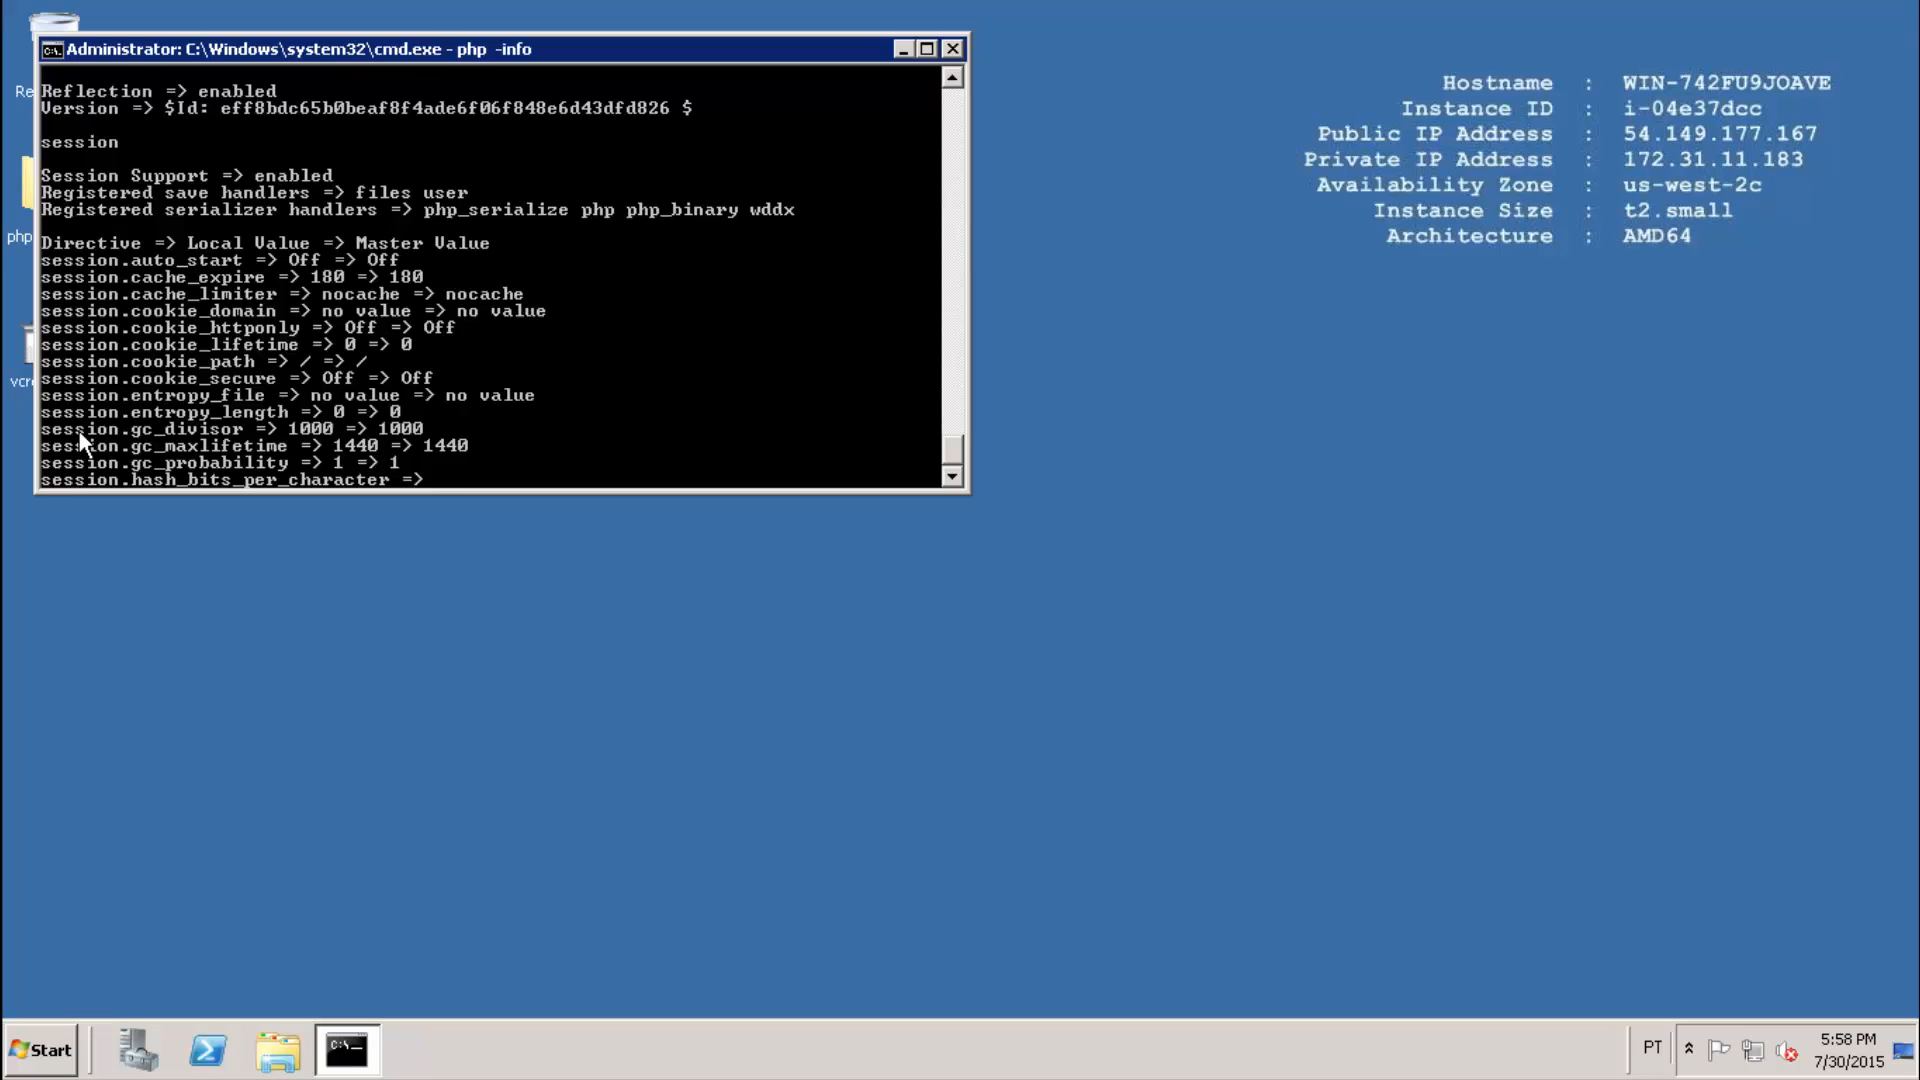 Administrator: C:\Windows\system32\cmd.exe - php -info
Reflection => enabled
Version => $Id: eff8bdc65b0beaf8f4ade6f06f848e6d43dfd826 $
session
Session Support => enabled
Registered save handlers => files user
Registered serializer handlers => php_serialize php php_binary wddx
Directive => Local Value => Master Value
session.auto_start => Off => Off
session.cache_expire => 180 => 180
session.cache_limiter => nocache => nocache
session.cookie_domain => no value => no value
session.cookie_httponly => Off => Off
session.cookie_lifetime => 0 => 0
session.cookie_path => / => /
session.cookie_secure => Off => Off
session.entropy_file => no value => no value
session.entropy_length => 0 => 0
session.gc_divisor => 1000 => 1000
session.gc_maxlifetime => 1440 => 1440
session.gc_probability => 1 => 1
session.hash_bits_per_character =>
Re
php
vcr
Hostname : WIN-742FU9JOAVE
Instance ID : i-04e37dcc
Public IP Address : 54.149.177.167
Private IP Address : 172.31.11.183
Availability Zone : us-west-2c
Instance Size : t2.small
Architecture : AMD64
Start
C:\_
PT
5:58 PM
7/30/2015